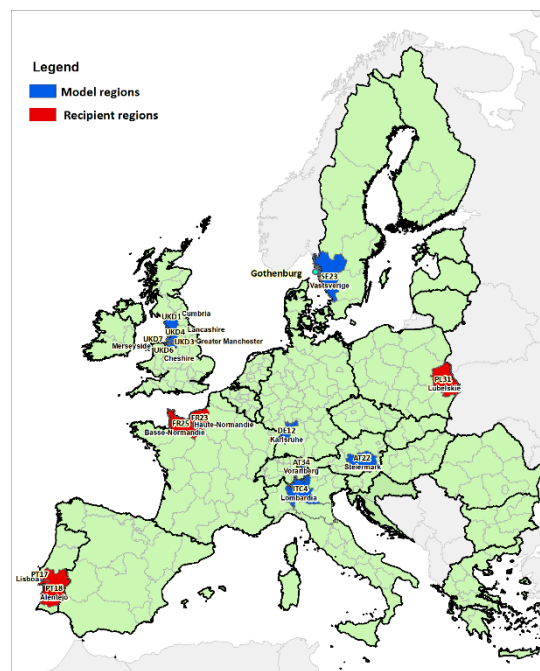 Legend
Model regions
Recipient regions
Gothenburg
SE23
Vastsverige
UKD1
Cumbria
UKD4
Lancashire
UKD7
UKD3
Greater Manchester
Merseyside
UKD6
Cheshire
PL31
Lubelskie
FR23
FR25
Haute-Normandie
Basse-Normandie
DE12
Karlsruhe
AT34
Vorarlberg
AT22
Steiermark
ITC4
Lombardia
PT17
Lisboa
PT18
Alentejo